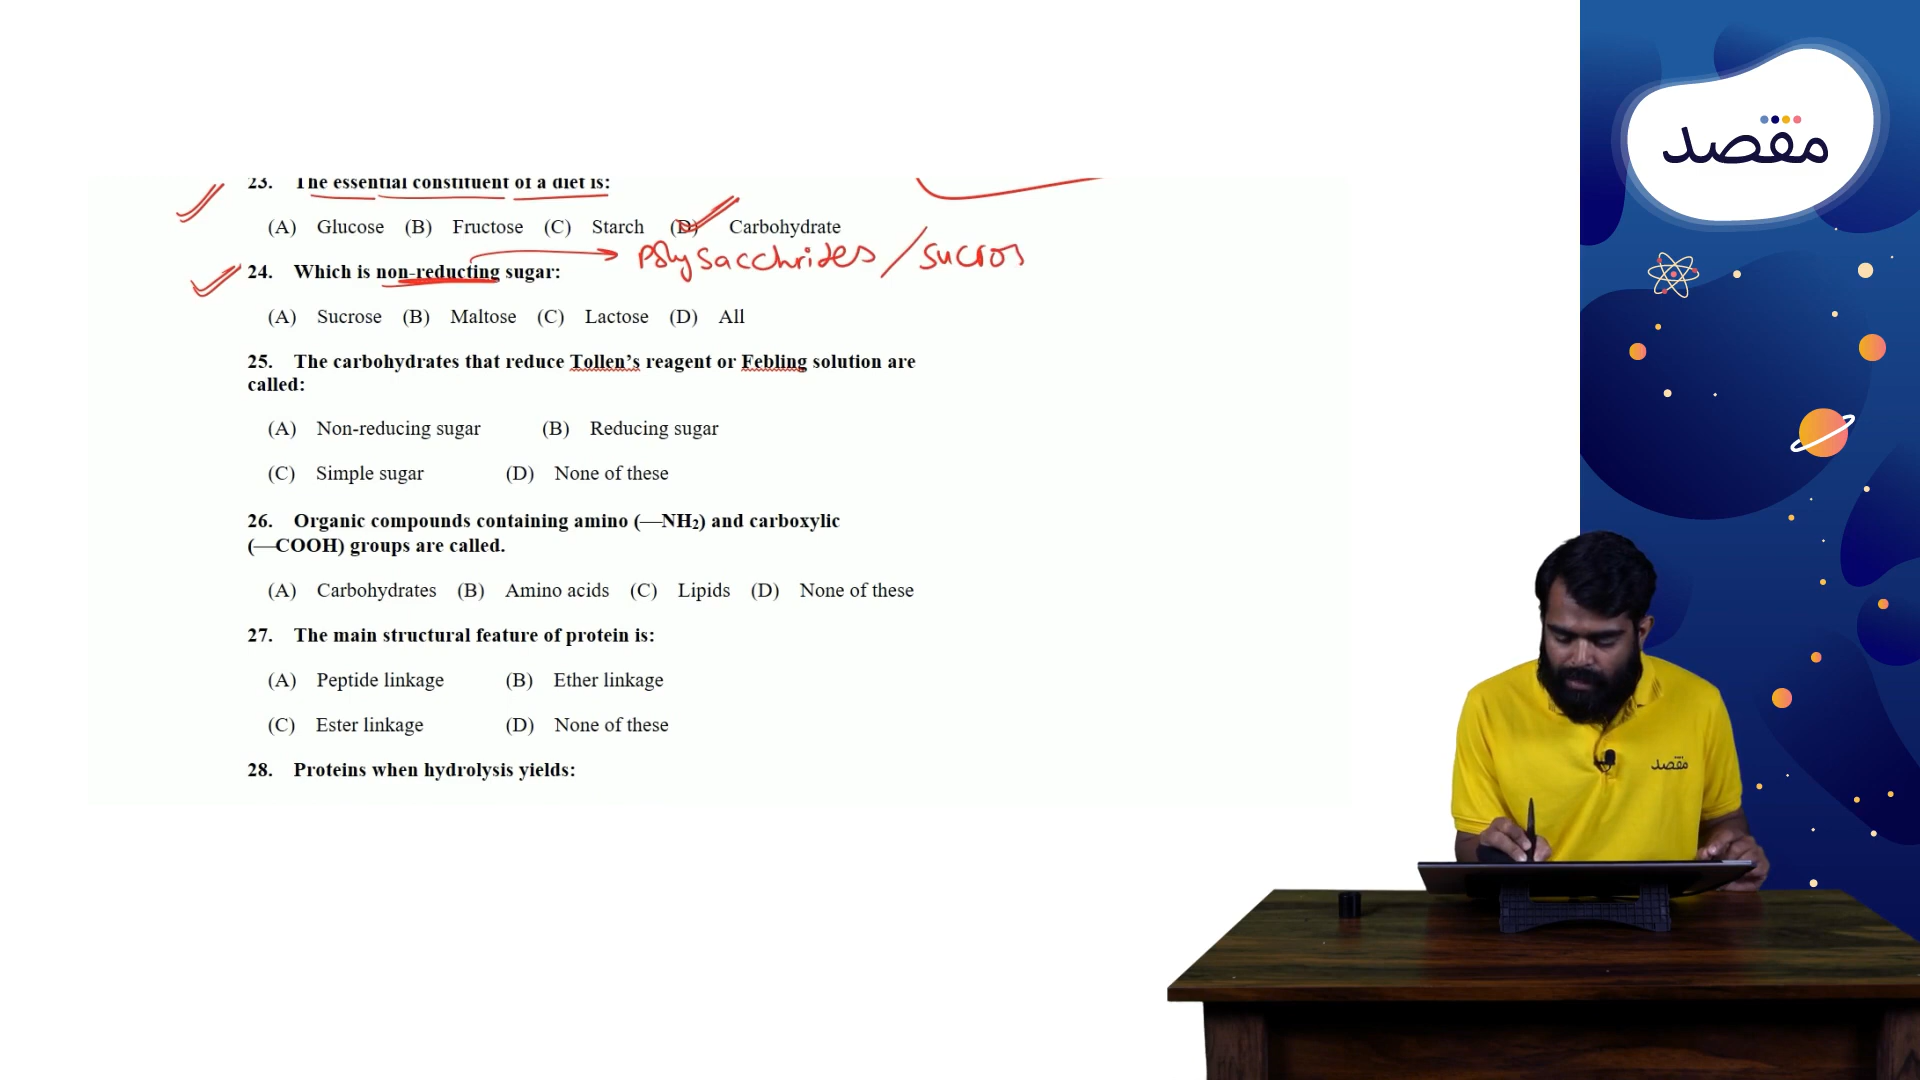 23. The essential constituent of a diet is:
(A) Glucose (B) Fructose (C) Starch (D) Carbohydrate
polysacchrides / sucros
24. Which is non-reducting sugar:
(A) Sucrose (B) Maltose (C) Lactose (D) All
25. The carbohydrates that reduce Tollen’s reagent or Febling solution are
called:
(A) Non-reducing sugar (B) Reducing sugar
(C) Simple sugar (D) None of these
26. Organic compounds containing amino (—NH₂) and carboxylic
(—COOH) groups are called.
(A) Carbohydrates (B) Amino acids (C) Lipids (D) None of these
27. The main structural feature of protein is:
(A) Peptide linkage (B) Ether linkage
(C) Ester linkage (D) None of these
28. Proteins when hydrolysis yields:
مقصد
مقصد